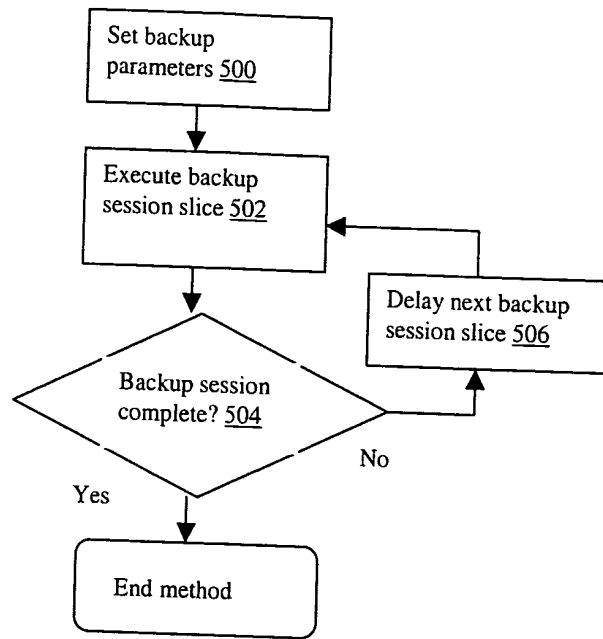 Set backup
parameters 500
Execute backup
session slice 502
Delay next backup
session slice 506
Backup session
complete? 504
No
Yes
End method